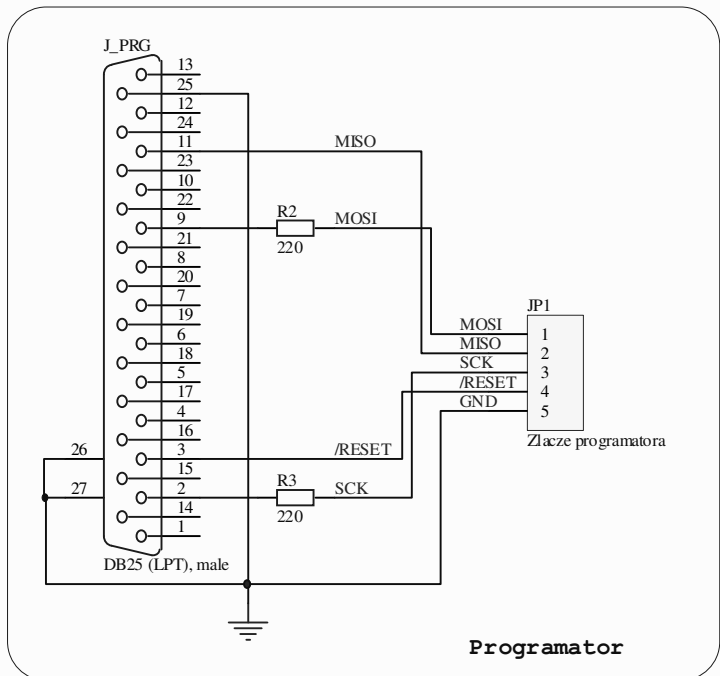 J_PRG
13
25
12
24
11 MISO
23
10
22
R2
9 MOSI
220
21
8
20
7
19
JP1
6
MOSI 1
18
MISO 2
5
SCK 3
17
/RESET 4
4
GND 5
16
Zlacze programatora
26
3 /RESET
15
27
R3
2 SCK
220
14
1
DB25 (LPT), male
Programator